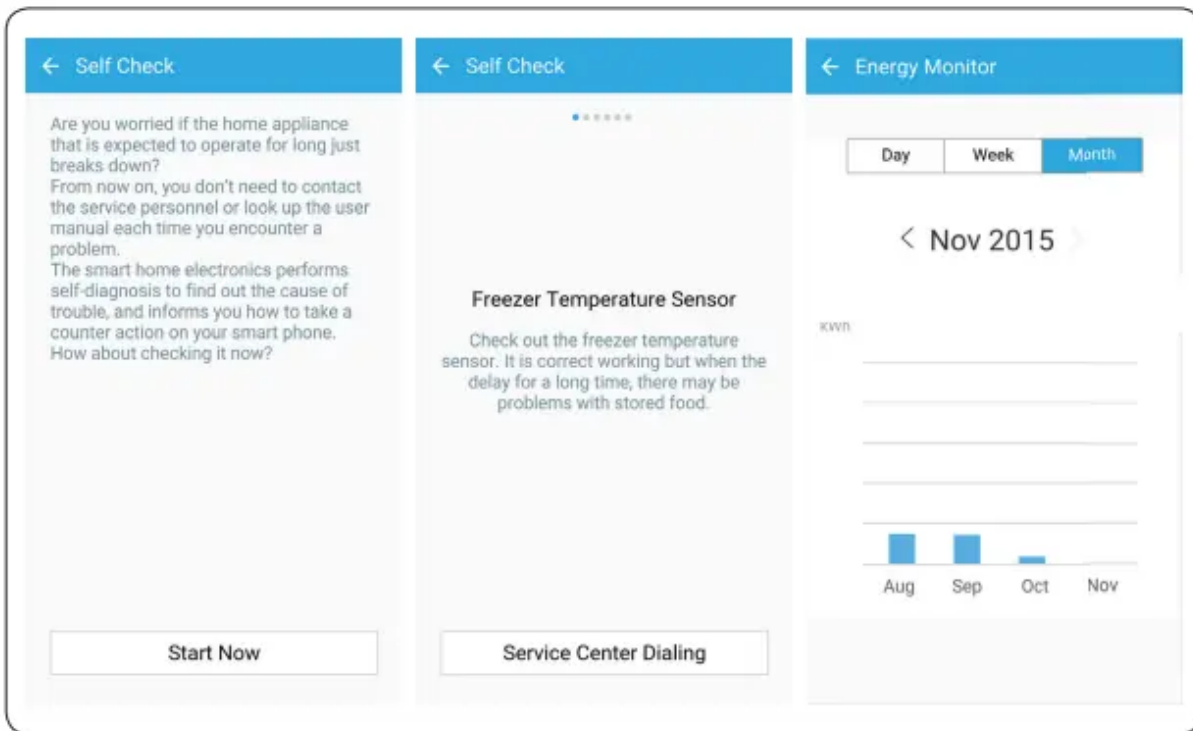 Self Check
Are you worried if the home appliance
that is expected to operate for long just
breaks down?
From now on, you don't need to contact
the service personnel or look up the user
manual each time you encounter a
problem.
The smart home electronics performs
self-diagnosis to find out the cause of
trouble, and informs you how to take a
counter action on your smart phone.
How about checking it now?
Start Now
Self Check
Freezer Temperature Sensor
Check out the freezer temperature
sensor. It is correct working but when the
delay for a long time, there may be
problems with stored food.
Service Center Dialing
Energy Monitor
Day Week Month
Nov 2015
KWh
Aug Sep Oct Nov